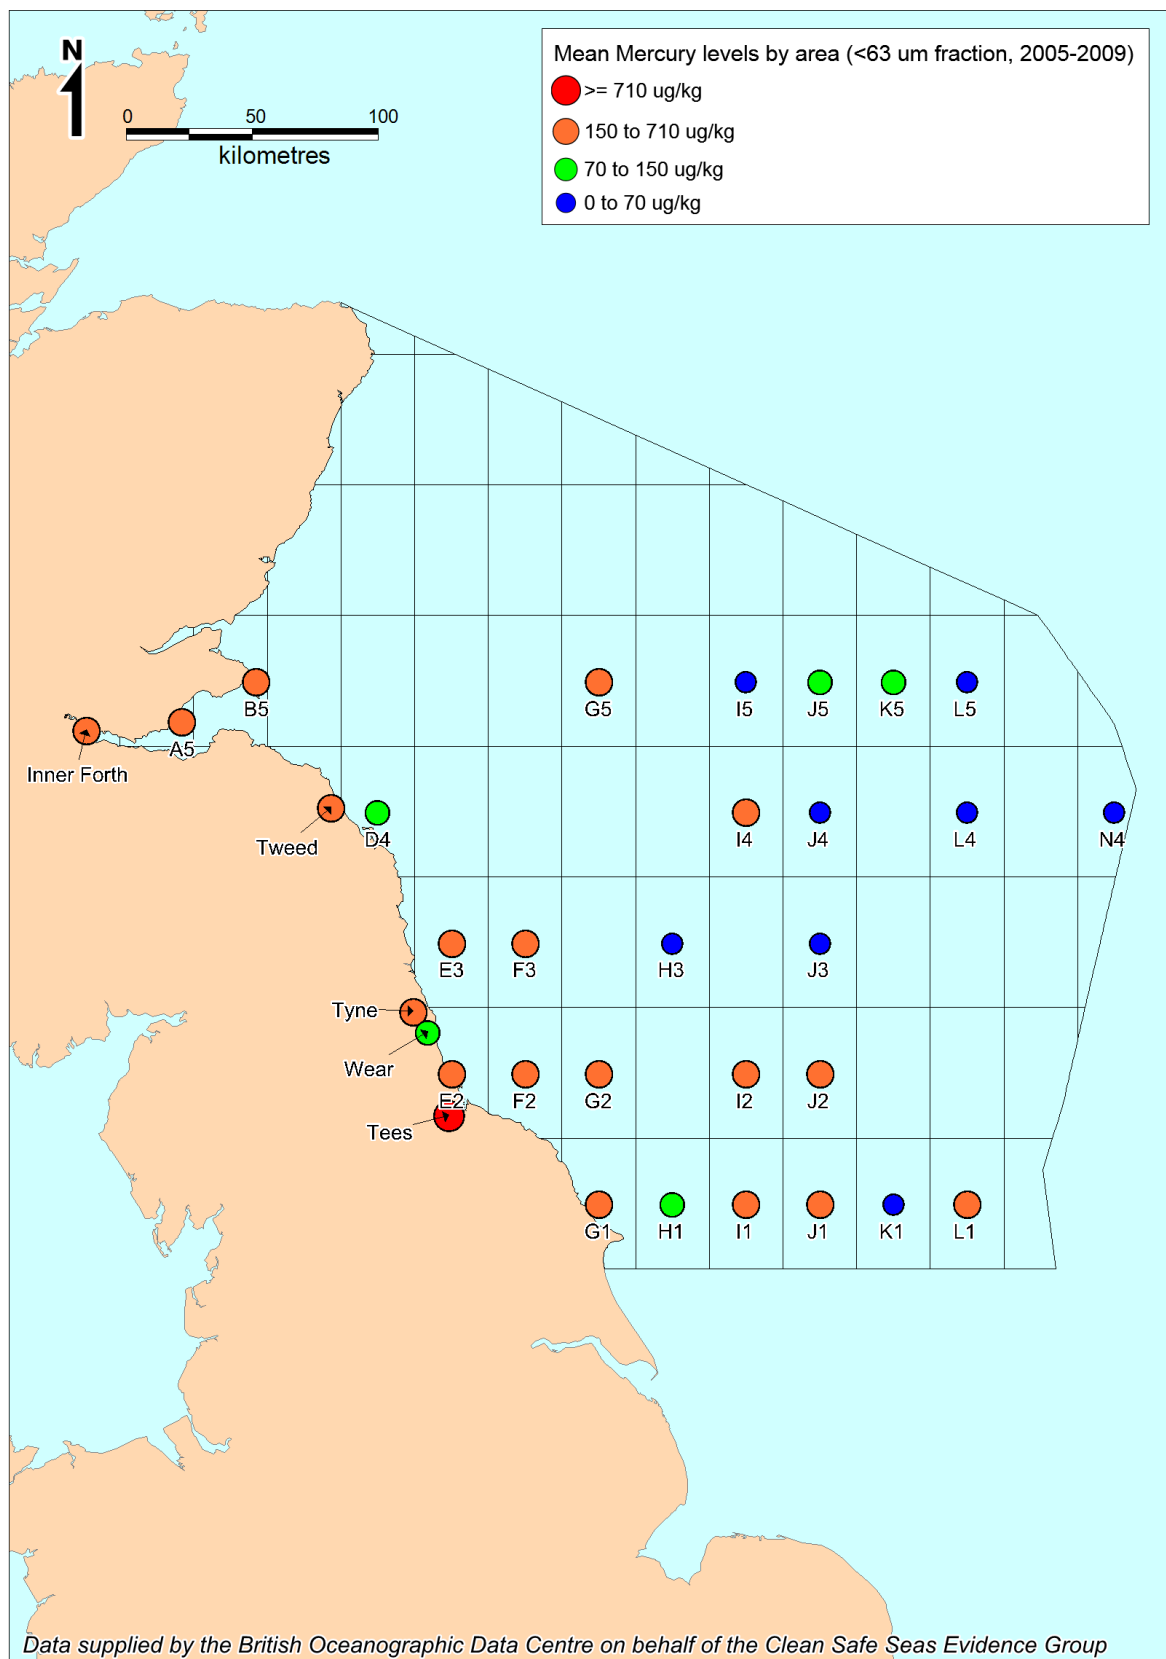 N
0 50 100
kilometres
Mean Mercury levels by area (<63 um fraction, 2005-2009)
>= 710 ug/kg
150 to 710 ug/kg
70 to 150 ug/kg
0 to 70 ug/kg
B5
G5
I5
J5
K5
L5
A5
Inner Forth
Tweed
D4
I4
J4
L4
N4
E3
F3
H3
J3
Tyne
Wear
E2
F2
G2
I2
J2
Tees
G1
H1
I1
J1
K1
L1
Data supplied by the British Oceanographic Data Centre on behalf of the Clean Safe Seas Evidence Group